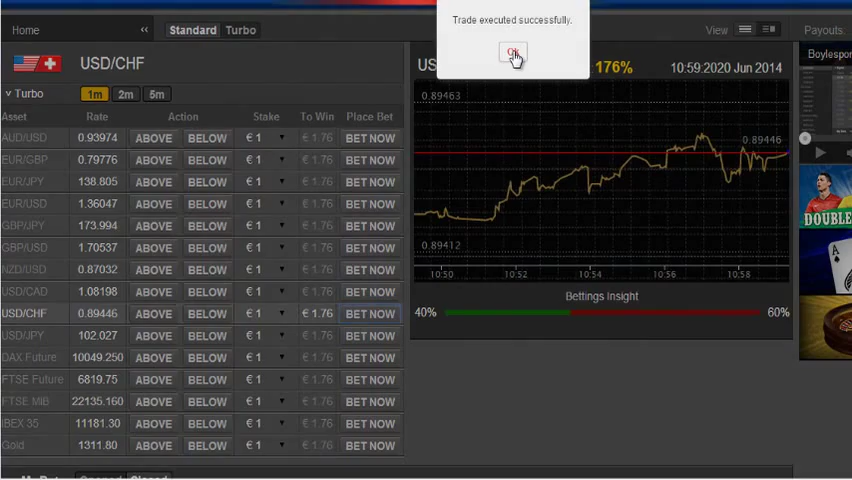 Trade executed successfully.
Ok
Home « Standard Turbo View Payouts:
USD/CHF
US 176% 10:59:2020 Jun 2014
Boylespor
Turbo 1m 2m 5m
Asset Rate Action Stake To Win Place Bet
AUD/USD 0.93974 ABOVE BELOW € 1 € 1.76 BET NOW
EUR/GBP 0.79776 ABOVE BELOW € 1 € 1.76 BET NOW
EUR/JPY 138.805 ABOVE BELOW € 1 € 1.76 BET NOW
EUR/USD 1.36047 ABOVE BELOW € 1 € 1.76 BET NOW
GBP/JPY 173.994 ABOVE BELOW € 1 € 1.76 BET NOW
GBP/USD 1.70537 ABOVE BELOW € 1 € 1.76 BET NOW
NZD/USD 0.87032 ABOVE BELOW € 1 € 1.76 BET NOW
USD/CAD 1.08198 ABOVE BELOW € 1 € 1.76 BET NOW
USD/CHF 0.89446 ABOVE BELOW € 1 € 1.76 BET NOW
USD/JPY 102.027 ABOVE BELOW € 1 € 1.76 BET NOW
DAX Future 10049.250 ABOVE BELOW € 1 € 1.76 BET NOW
FTSE Future 6819.75 ABOVE BELOW € 1 € 1.76 BET NOW
FTSE MIB 22135.160 ABOVE BELOW € 1 € 1.76 BET NOW
IBEX 35 11181.30 ABOVE BELOW € 1 € 1.76 BET NOW
Gold 1311.80 ABOVE BELOW € 1 € 1.76 BET NOW
0.89463
0.89446
0.89412
10:50 10:52 10:54 10:56 10:58
Bettings Insight
40% 60%
DOUBLE
A